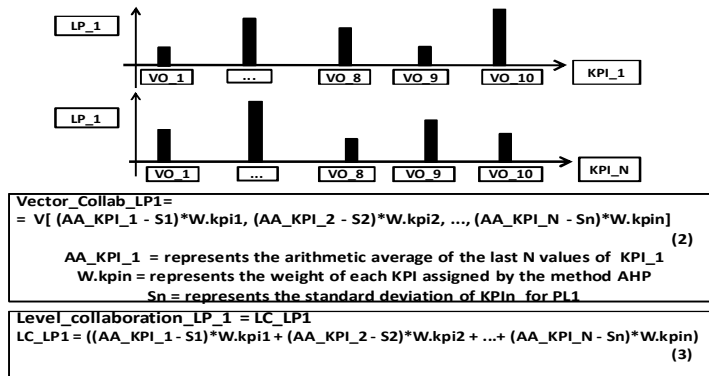 LP_1
VO_1 ... VO_8 VO_9 VO_10 KPI_1
LP_1
VO_1 ... VO_8 VO_9 VO_10 KPI_N
Vector_Collab_LP1=
= V[ (AA_KPI_1 - S1)*W.kpi1, (AA_KPI_2 - S2)*W.kpi2, ..., (AA_KPI_N - Sn)*W.kpin]
(2)
AA_KPI_1 = represents the arithmetic average of the last N values of KPI_1
W.kpin = represents the weight of each KPI assigned by the method AHP
Sn = represents the standard deviation of KPIn for PL1
Level_collaboration_LP_1 = LC_LP1
LC_LP1 = ((AA_KPI_1 - S1)*W.kpi1 + (AA_KPI_2 - S2)*W.kpi2 + ...+ (AA_KPI_N - Sn)*W.kpin)
(3)